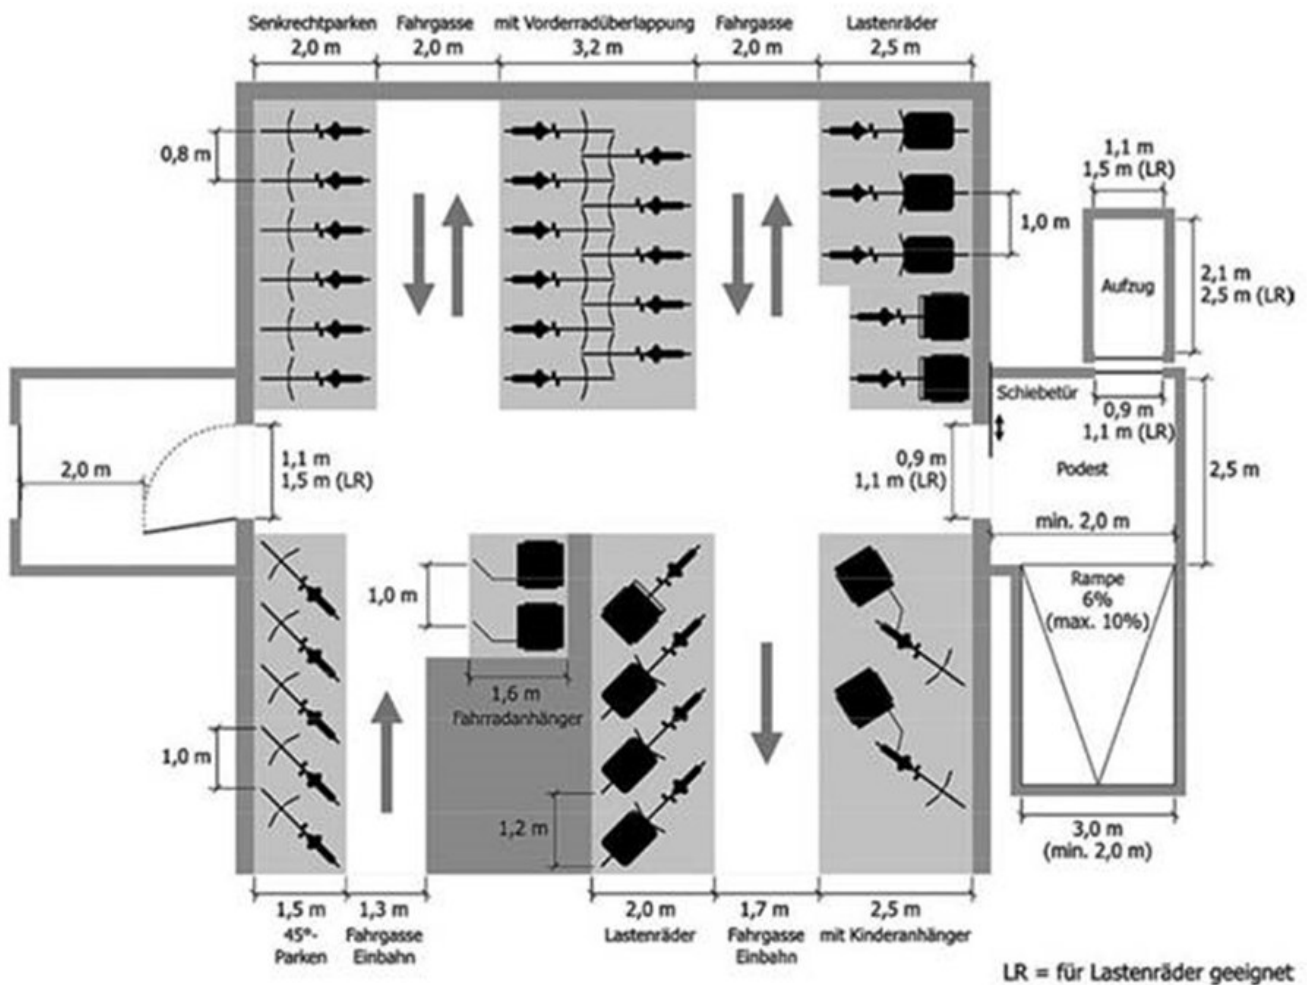 Senkrechtparken
2,0 m
Fahrgasse
2,0 m
mit Vorderradüberlappung
3,2 m
Fahrgasse
2,0 m
Lastenräder
2,5 m
0,8 m
1,0 m
1,1 m
1,5 m (LR)
Aufzug
2,1 m
2,5 m (LR)
Schiebetür
0,9 m
1,1 m (LR)
2,0 m
1,1 m
1,5 m (LR)
0,9 m
1,1 m (LR)
Podest
2,5 m
min. 2,0 m
1,0 m
Rampe
6%
(max. 10%)
1,6 m
Fahrradanhänger
1,0 m
1,2 m
3,0 m
(min. 2,0 m)
1,5 m
45°-
Parken
1,3 m
Fahrgasse
Einbahn
2,0 m
Lastenräder
1,7 m
Fahrgasse
Einbahn
2,5 m
mit Kinderanhänger
LR = für Lastenräder geeignet